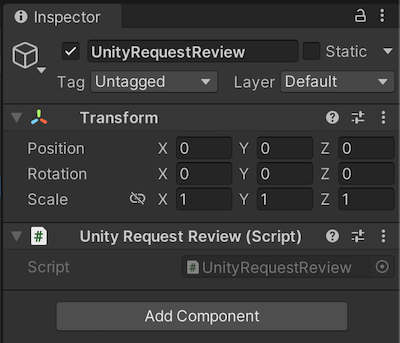 Inspector
UnityRequestReview Static
Tag Untagged Layer Default
Transform
Position X 0 Y 0 Z 0
Rotation X 0 Y 0 Z 0
Scale X 1 Y 1 Z 1
# Unity Request Review (Script)
Script # UnityRequestReview
Add Component